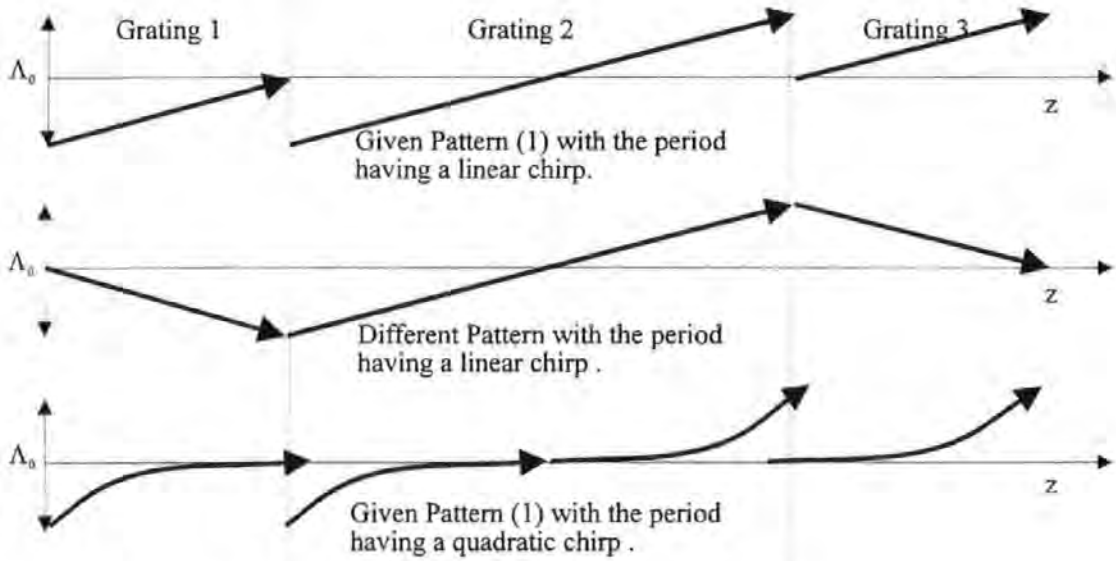 Grating 1
Grating 2
Grating 3
Λ₀
z
Given Pattern (1) with the period
having a linear chirp.
Λ₀
z
Different Pattern with the period
having a linear chirp .
Λ₀
z
Given Pattern (1) with the period
having a quadratic chirp .